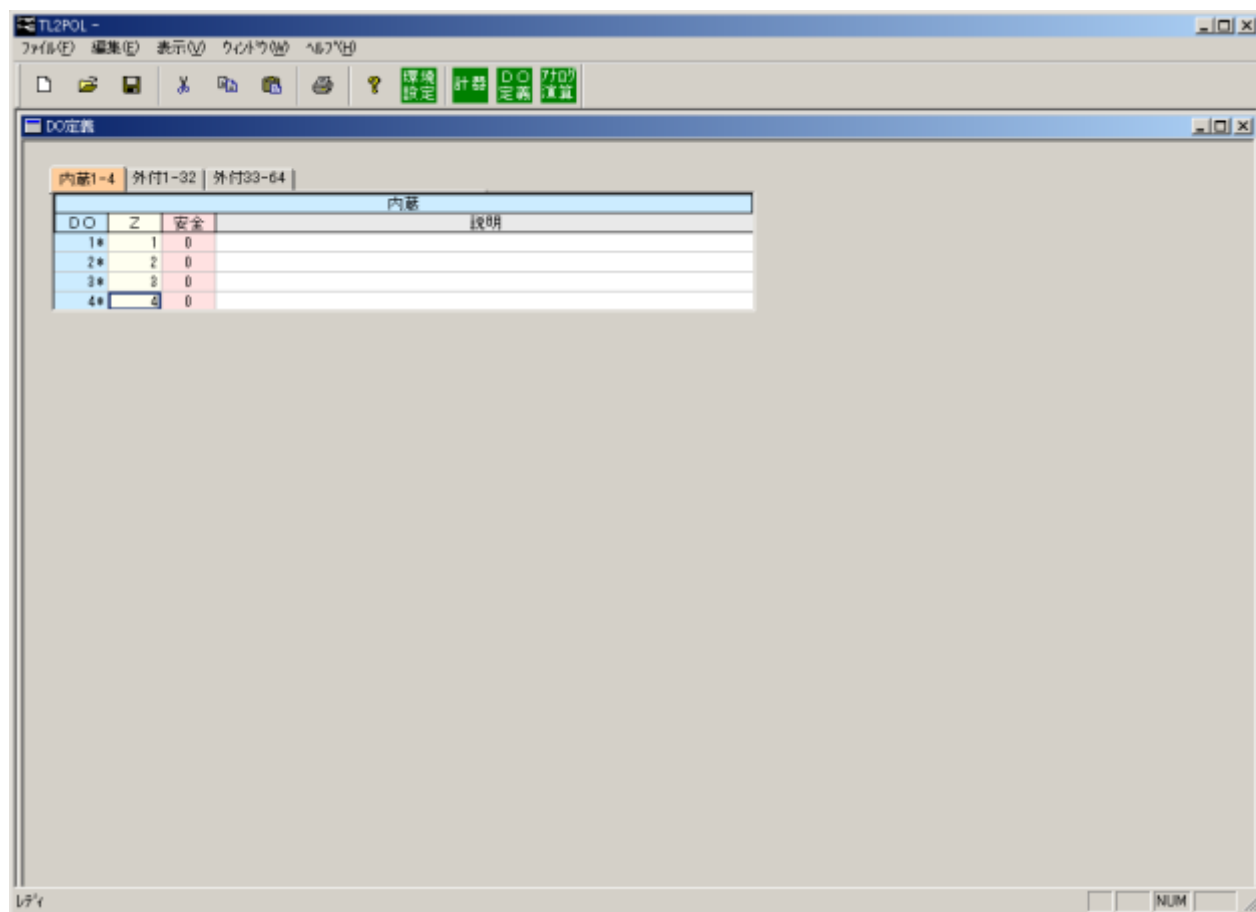 TL2POL -
ファイル(F) 編集(E) 表示(V) ウィンドウ(W) ヘルプ(H)
環境設定 計器 DO定義 アナログ演算
DO定義
内蔵1-4 外付1-32 外付33-64
内蔵
DO Z 安全 説明
1* 1 0
2* 2 0
3* 3 0
4* 4 0
レディ NUM